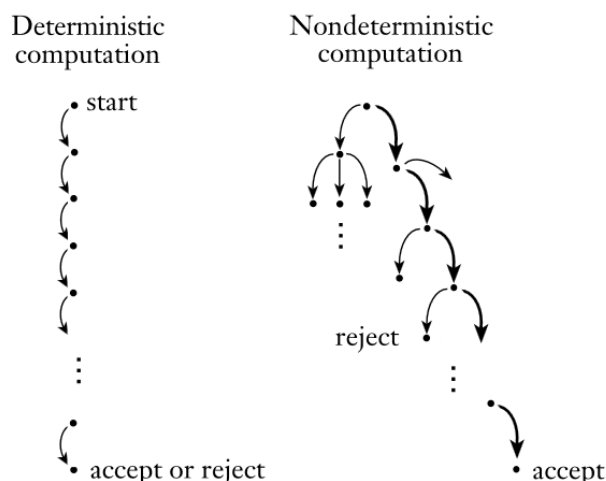 Deterministic
computation
Nondeterministic
computation
start
reject
accept or reject
accept